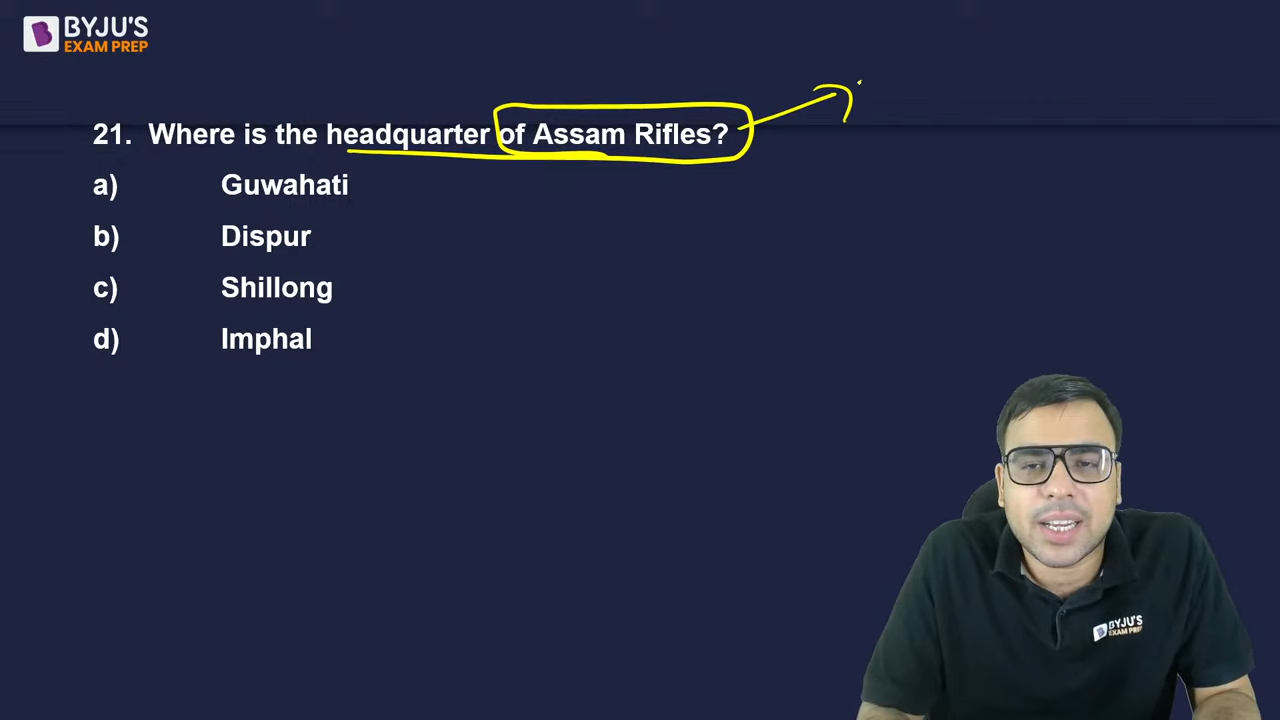 BYJU'S
EXAM PREP
21. Where is the headquarter of Assam Rifles?
a) Guwahati
b) Dispur
c) Shillong
d) Imphal
BYJU'S
EXAM PREP